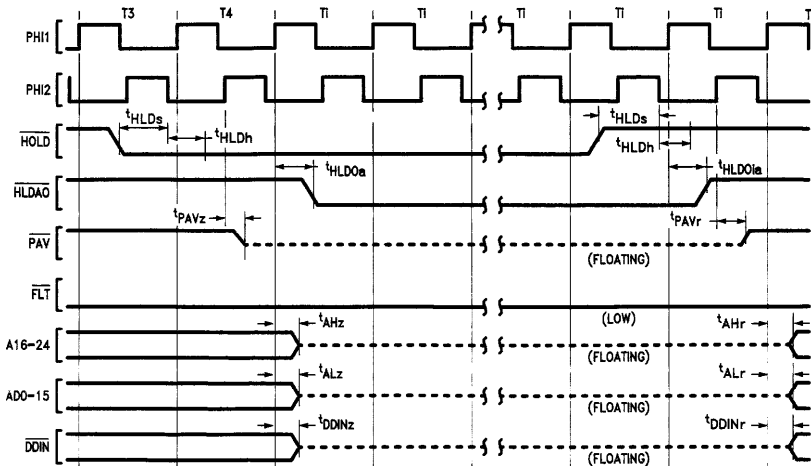 T3 T4 Ti Ti Ti Ti Ti T
PHI1
PHI2
tHLDs tHLDs
HOLD
tHLDh tHLDh
tHLDOa tHLDOia
HLDAO
tPAVz tPAVr
PAV
(FLOATING)
FLT
(LOW)
tAHz tAHr
A16-24
(FLOATING)
tALz tALr
AD0-15
(FLOATING)
tDDINz tDDINr
DDIN
(FLOATING)